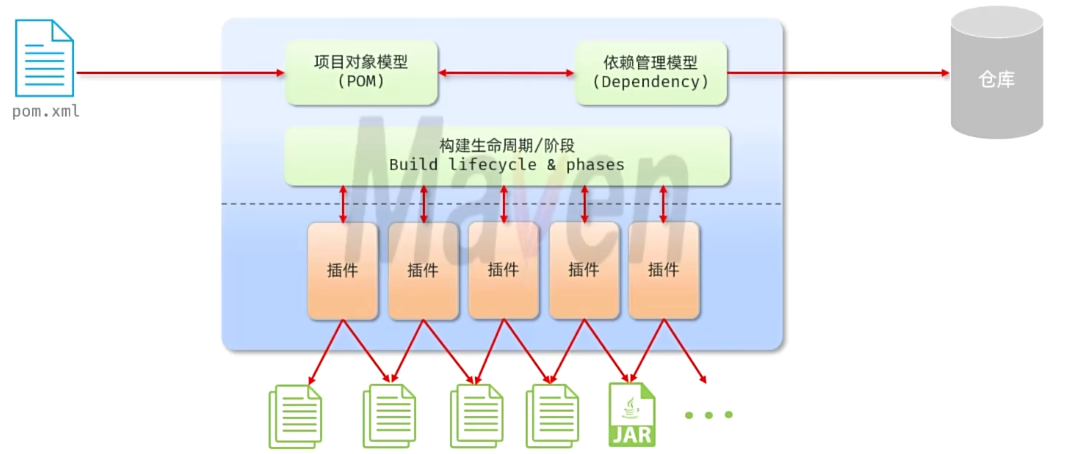 项目对象模型
(POM)
依赖管理模型
(Dependency)
仓库
pom.xml
构建生命周期/阶段
Build lifecycle & phases
Maven
插件
插件
插件
插件
插件
JAR